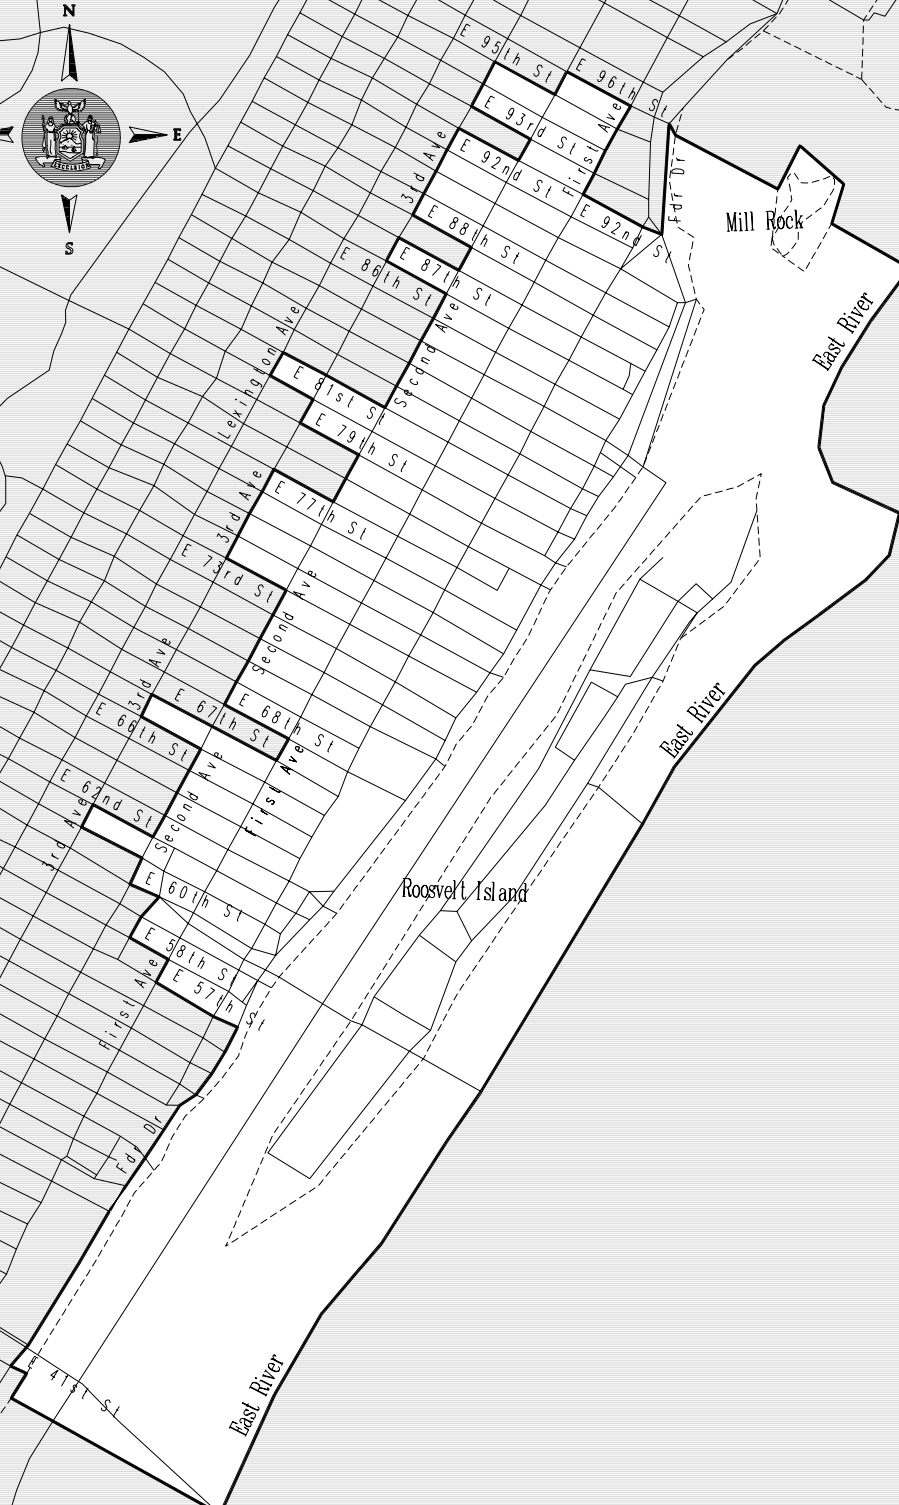 N
E 95th St
E 96th St
E
EXCELSIOR
E 93rd St
First Ave
3rd Ave
E 92nd St
Fdr Dr
E 92nd St
Mill Rock
S
E 88th St
E 86th St
E 87th St
East River
Second Ave
Lexington Ave
E 81st St
E 79th St
3rd Ave
E 77th St
E 73rd St
Second Ave
3rd Ave
E 67th St
E 68th St
E 66th St
East River
First Ave
Second Ave
E 62nd St
3rd Ave
E 60th St
Roosvelt Island
E 58th St
E 57th St
First Ave
Fdr Dr
E 41st St
East River